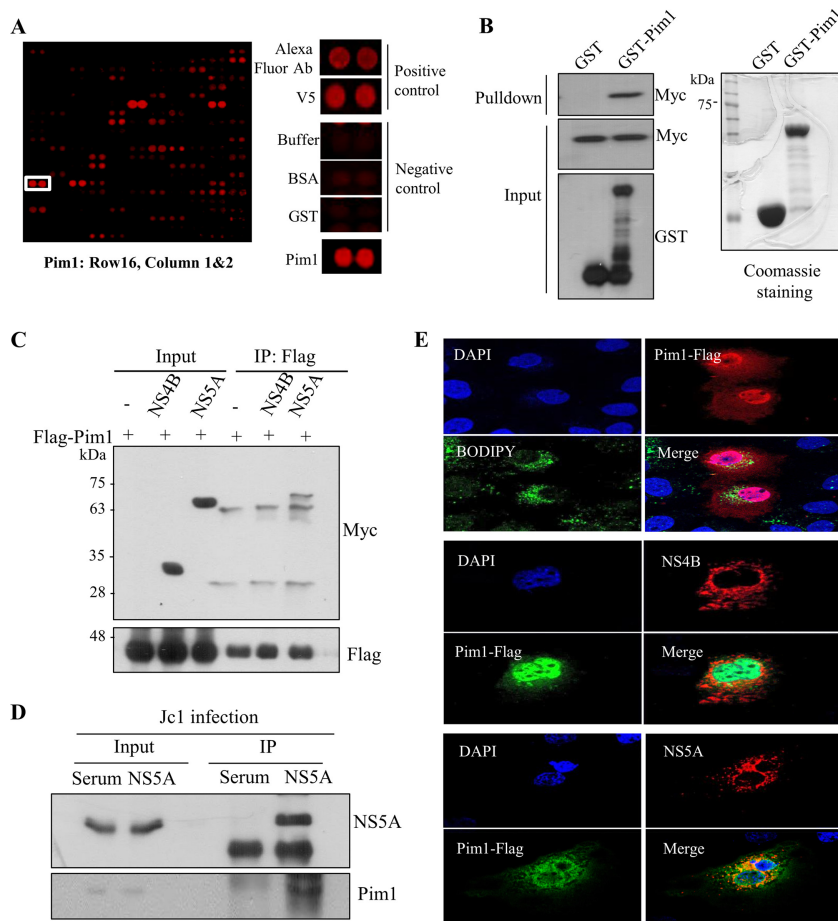 A
Alexa
Fluor Ab
V5
Positive
control
Buffer
BSA
GST
Negative
control
Pim1
Pim1: Row16, Column 1&2
B
GST
GST-Pim1
Pulldown
Myc
Input
Myc
GST
kDa
75-
GST
GST-Pim1
Coomassie
staining
C
Input
IP: Flag
- NS4B NS5A - NS4B NS5A
Flag-Pim1 + + + + + +
kDa
75
63
35
28
Myc
48
Flag
D
Jc1 infection
Input IP
Serum NS5A Serum NS5A
NS5A
Pim1
E
DAPI Pim1-Flag
BODIPY Merge
DAPI NS4B
Pim1-Flag Merge
DAPI NS5A
Pim1-Flag Merge